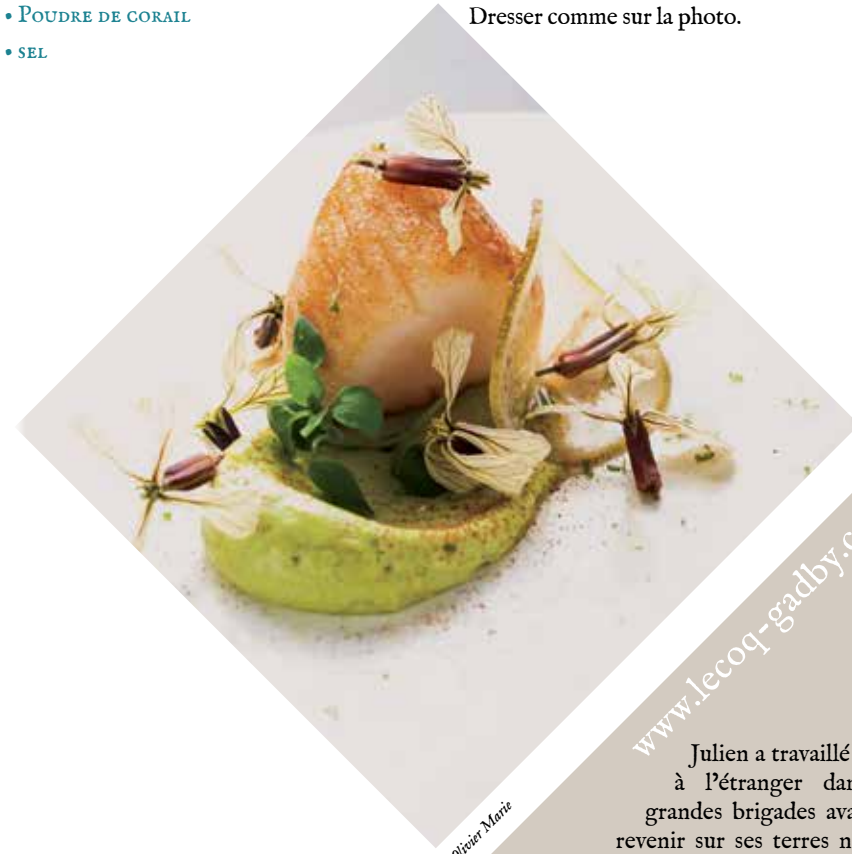 • Poudre de corail
• sel
Dresser comme sur la photo.
www.lecoq-gadby.c
Julien a travaillé
à l'étranger dan
grandes brigades ava
revenir sur ses terres n
Olivier Marie